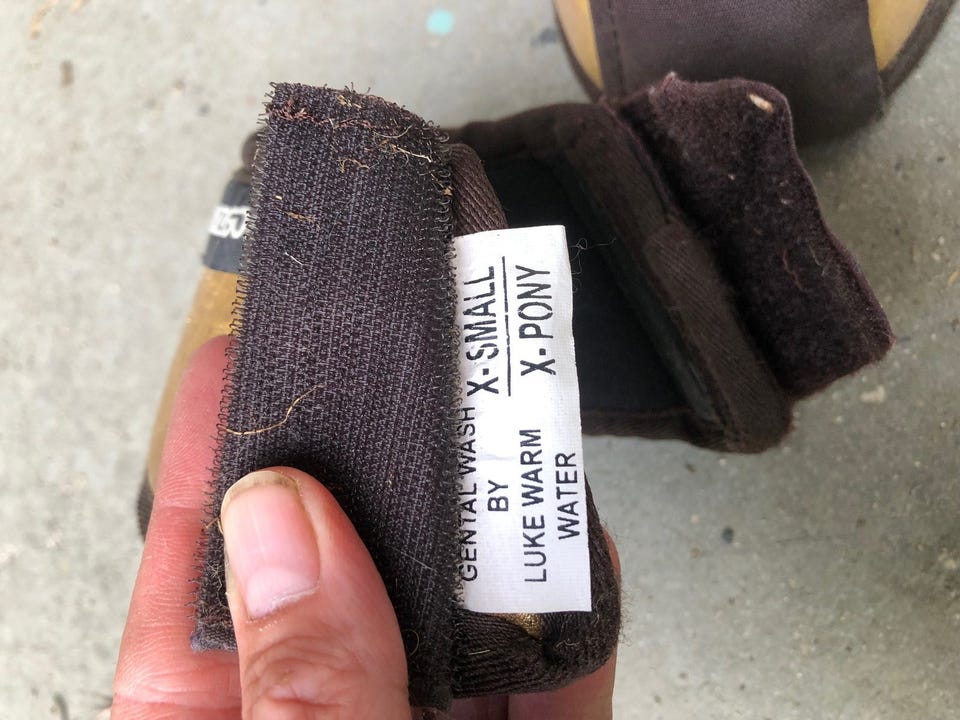 X-SMALL
X-PONY
GENTAL WASH
BY
LUKE WARM
WATER